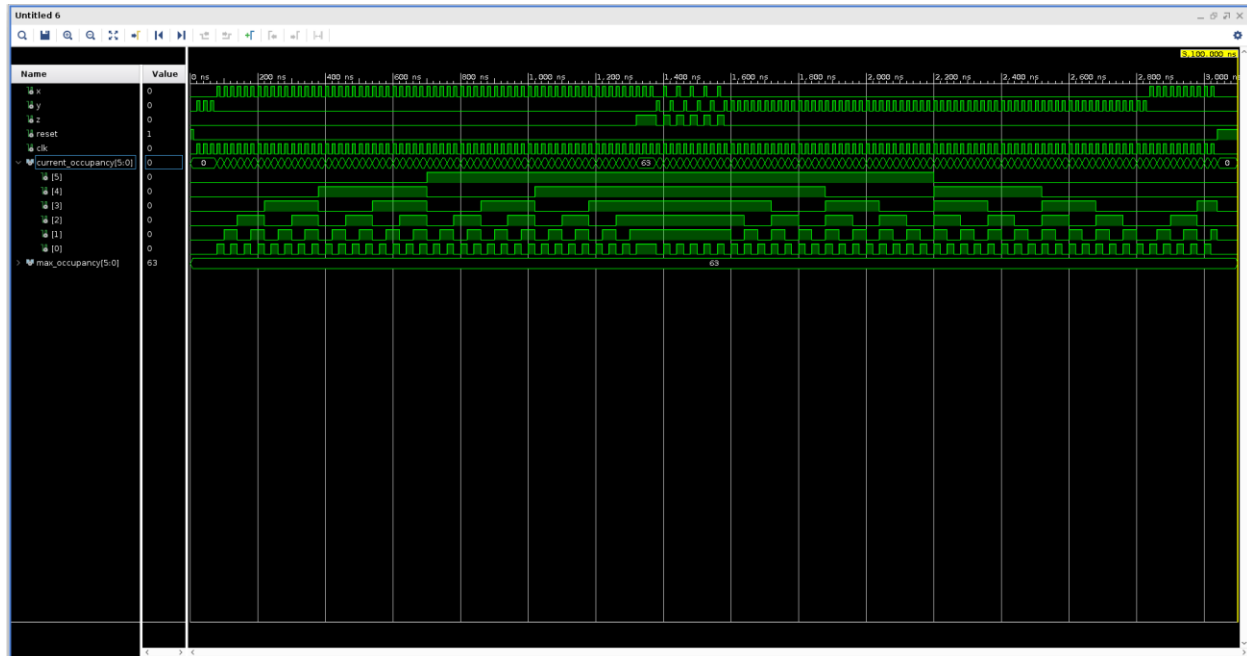 Untitled 6
3,100.000 ns
Name Value
0 ns 200 ns 400 ns 600 ns 800 ns 1,000 ns 1,200 ns 1,400 ns 1,600 ns 1,800 ns 2,000 ns 2,200 ns 2,400 ns 2,600 ns 2,800 ns 3,000 n
x 0
y 0
z 0
reset 1
clk 0
current_occupancy[5:0] 0 0 63 0
[5] 0
[4] 0
[3] 0
[2] 0
[1] 0
[0] 0
max_occupancy[5:0] 63 63